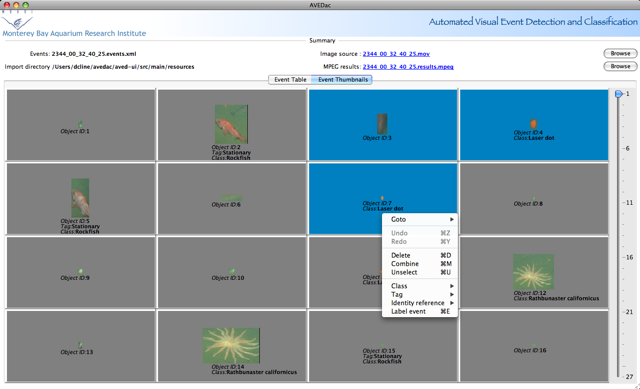 AVEDac
MBARI
Automated Visual Event Detection and Classification
Monterey Bay Aquarium Research Institute
Summary
Events: 2344_00_32_40_25.events.xml
Image source : 2344_00_32_40_25.mov
Browse
Import directory /Users/dcline/avedac/aved-ui/src/main/resources
MPEG results: 2344_00_32_40_25.results.mpeg
Browse
Event Table
Event Thumbnails
Object ID:1
Object ID:2
Tag:Stationary
Class:Rockfish
Object ID:3
Object ID:4
Class:Laser dot
Object ID:5
Tag:Stationary
Class:Rockfish
Object ID:6
Object ID:7
Class:Laser dot
Object ID:8
Object ID:9
Object ID:10
Object ID:12
Class:Rathbunaster californicus
Object ID:13
Object ID:14
Class:Rathbunaster californicus
Object ID:15
Tag:Stationary
Class:Rockfish
Object ID:16
Goto
Undo ⌘Z
Redo ⌘Y
Delete ⌘D
Combine ⌘M
Unselect ⌘U
Class
Tag
Identity reference
Label event ⌘E
1
6
11
16
21
27